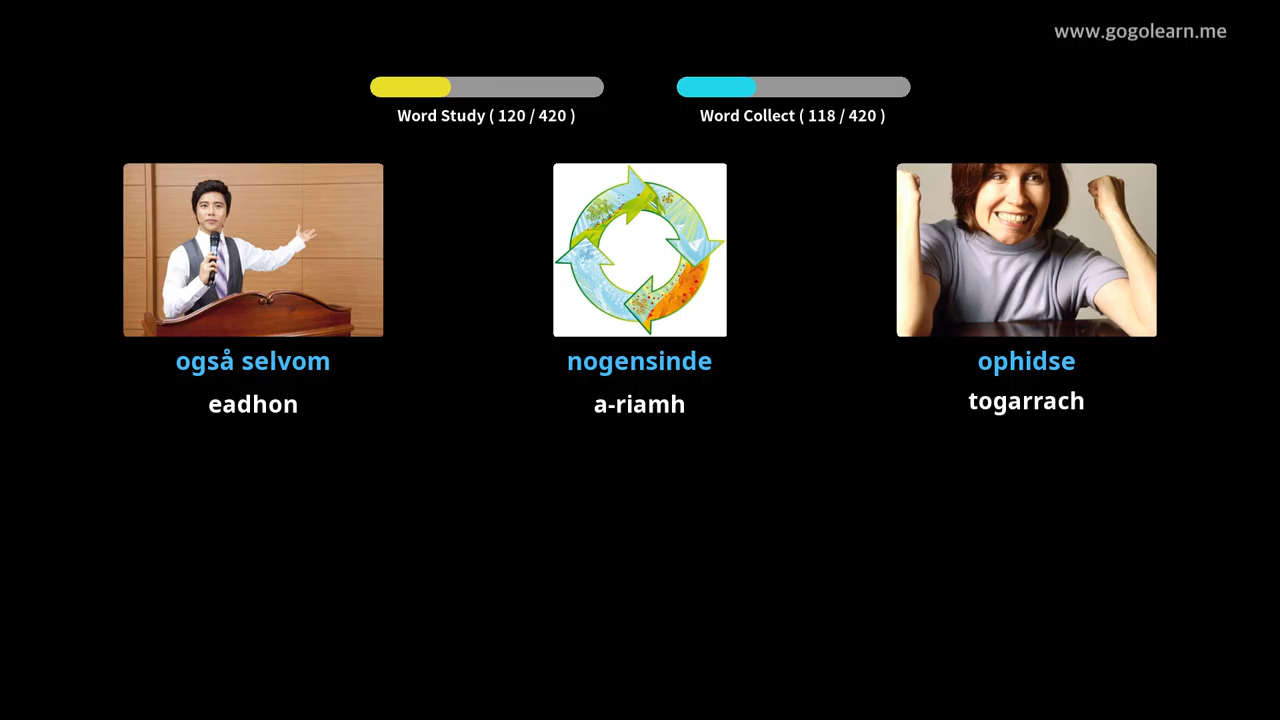 www.gogolearn.me
Word Study ( 120 / 420 )
Word Collect ( 118 / 420 )
også selvom
nogensinde
ophidse
eadhon
a-riamh
togarrach